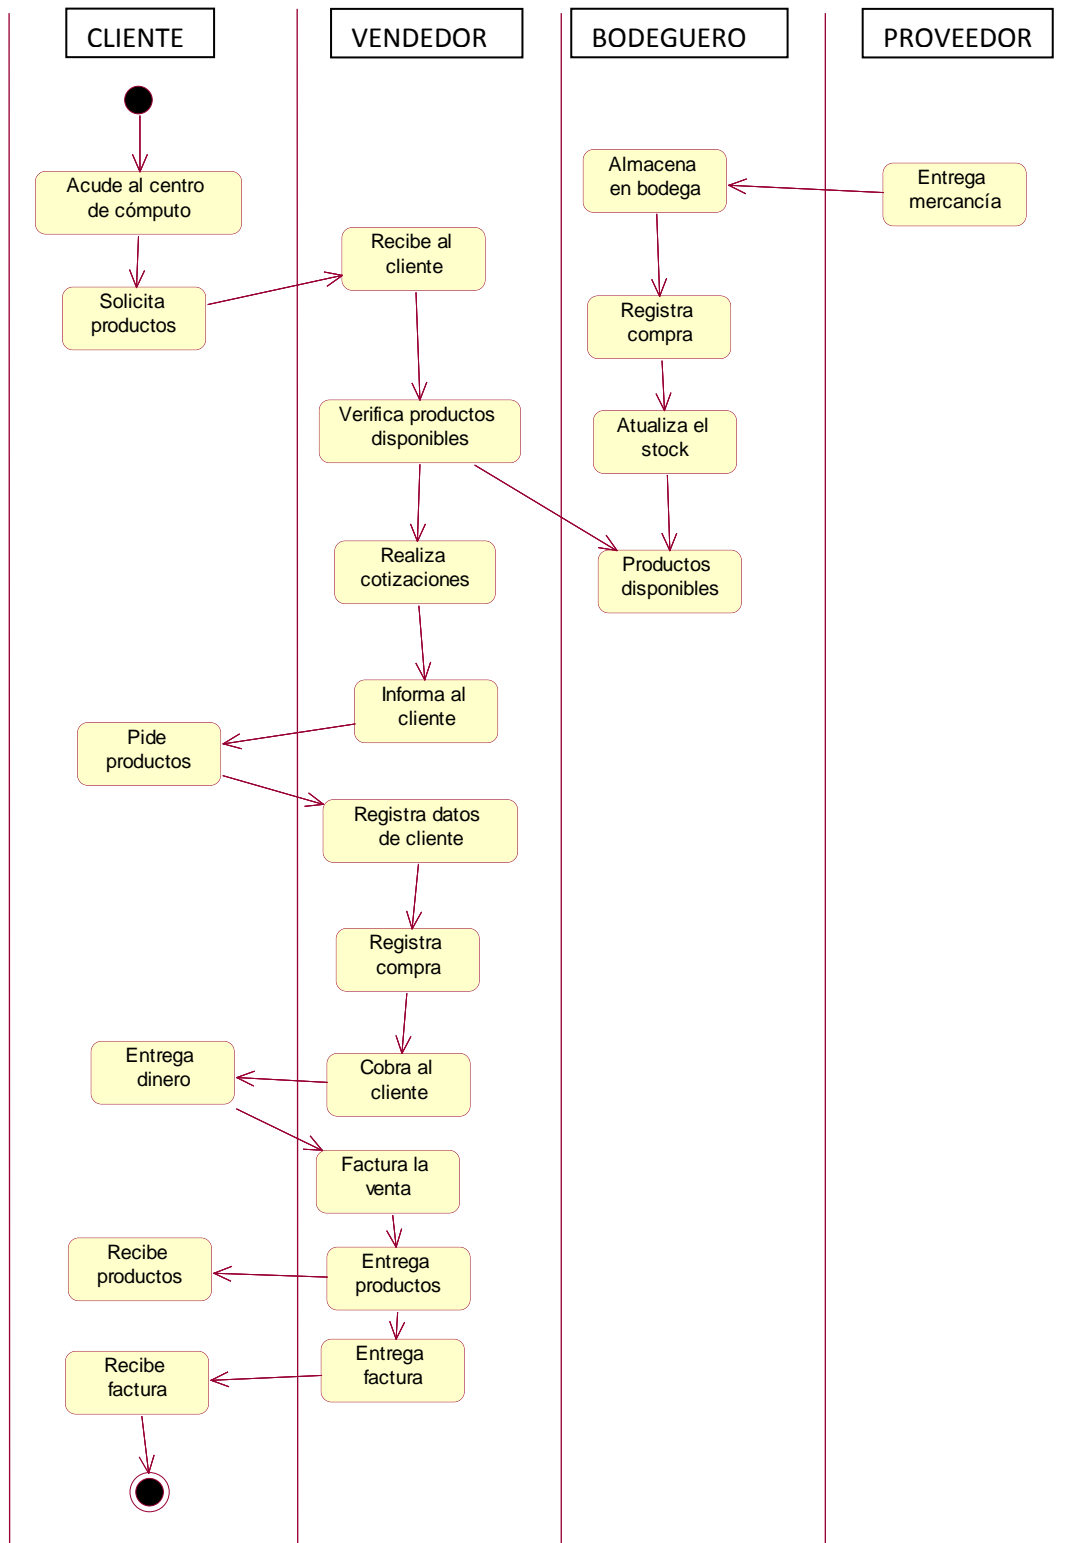 CLIENTE
VENDEDOR
BODEGUERO
PROVEEDOR
Acude al centro
de cómputo
Solicita
productos
Recibe al
cliente
Almacena
en bodega
Entrega
mercancía
Registra
compra
Verifica productos
disponibles
Atualiza el
stock
Realiza
cotizaciones
Productos
disponibles
Informa al
cliente
Pide
productos
Registra datos
de cliente
Registra
compra
Cobra al
cliente
Entrega
dinero
Factura la
venta
Entrega
productos
Recibe
productos
Entrega
factura
Recibe
factura